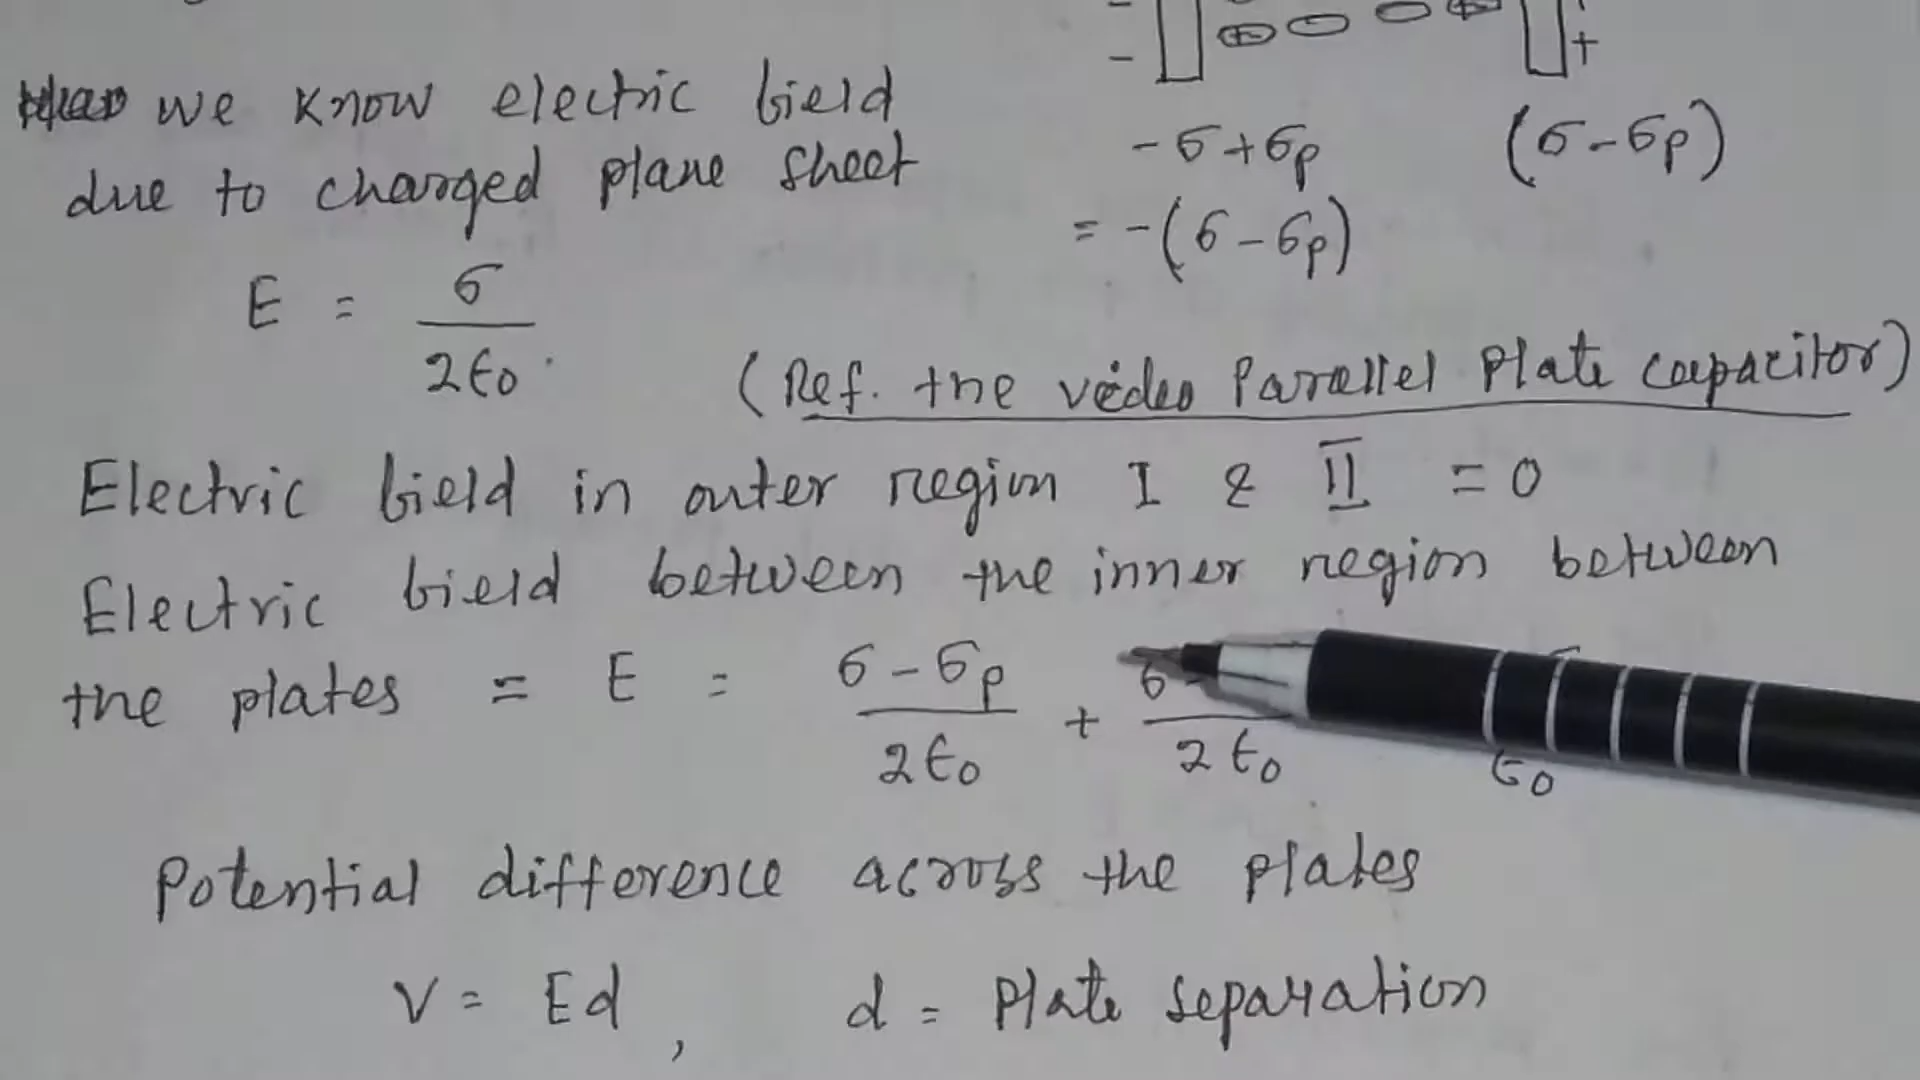 we know electric field
due to charged plane sheet
E = σ / 2ε₀
-σ+σp
= -(σ-σp)
(σ-σp)
(Ref. the video Parallel Plate capacitor)
Electric field in outer region I & II = 0
Electric field between the inner region between
the plates = E = σ-σp / 2ε₀ + σ- / 2ε₀ ε₀
Potential difference across the plates
V = Ed, d = Plate separation